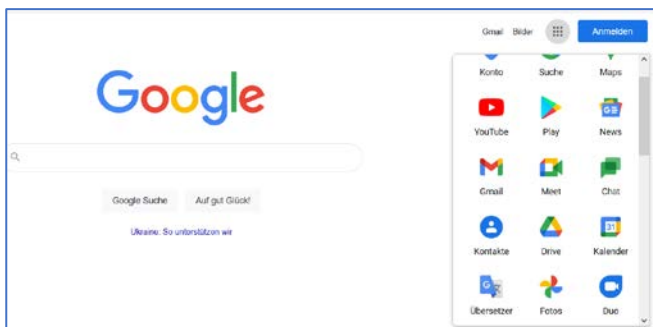 Gmail Bilder Anmelden
Google
Google Suche Auf gut Glück!
Ukraine: So unterstützen wir
Konto Suche Maps
YouTube Play News
Gmail Meet Chat
31
Kontakte Drive Kalender
Übersetzer Fotos Duo